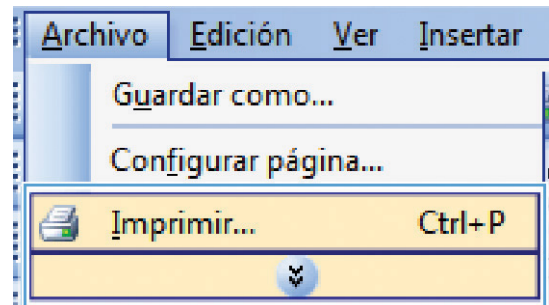 Archivo Edición Ver Insertar
Guardar como...
Configurar página...
Imprimir... Ctrl+P